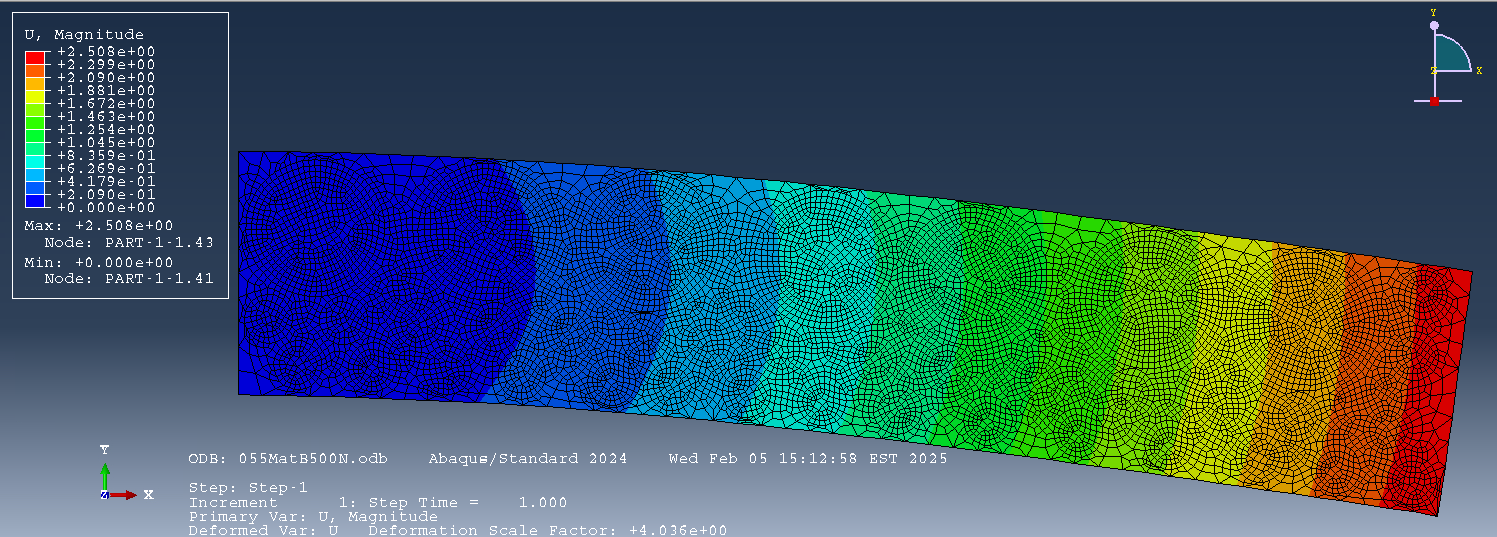 U, Magnitude
+2.508e+00
+2.299e+00
+2.090e+00
+1.881e+00
+1.672e+00
+1.463e+00
+1.254e+00
+1.045e+00
+8.359e-01
+6.269e-01
+4.179e-01
+2.090e-01
+0.000e+00
Max: +2.508e+00
Node: PART-1-1.43
Min: +0.000e+00
Node: PART-1-1.41
Y
Z X
Y
Z X
ODB: 055MatB500N.odb Abaqus/Standard 2024 Wed Feb 05 15:12:58 EST 2025
Step: Step-1
Increment 1: Step Time = 1.000
Primary Var: U, Magnitude
Deformed Var: U Deformation Scale Factor: +4.036e+00